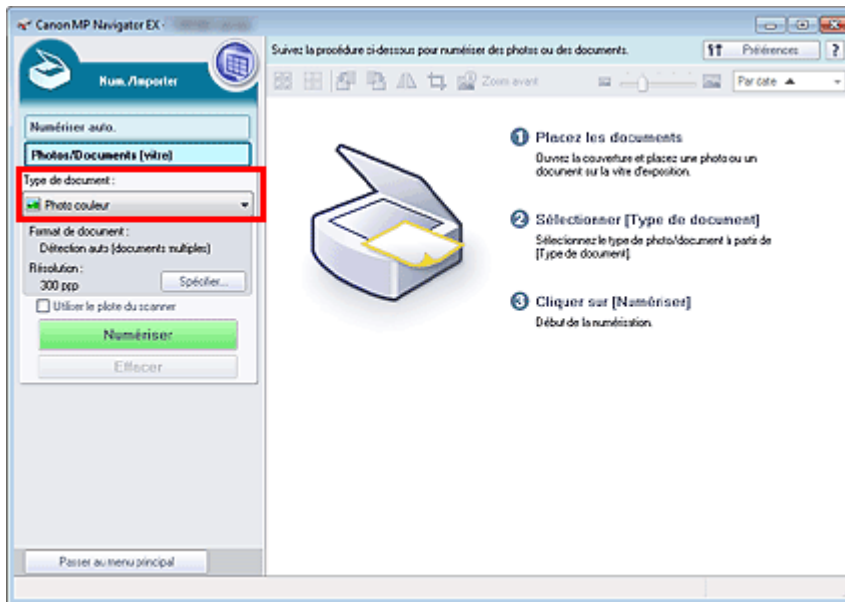 Canon MP Navigator EX -
Num./Importer
Numériser auto.
Photos/Documents (vitre)
Type de document :
Photo couleur
Format de document :
Détection auto (documents multiples)
Résolution :
300 ppp
Spécifier...
Utiliser le pilote du scanner
Numériser
Effacer
Passer au menu principal
Suivez la procédure ci-dessous pour numériser des photos ou des documents.
Préférences
?
Zoom avant
Par date
1 Placez les documents
Ouvrez la couverture et placez une photo ou un
document sur la vitre d'exposition.
2 Sélectionner [Type de document]
Sélectionnez le type de photo/document à partir de
[Type de document].
3 Cliquer sur [Numériser]
Début de la numérisation.